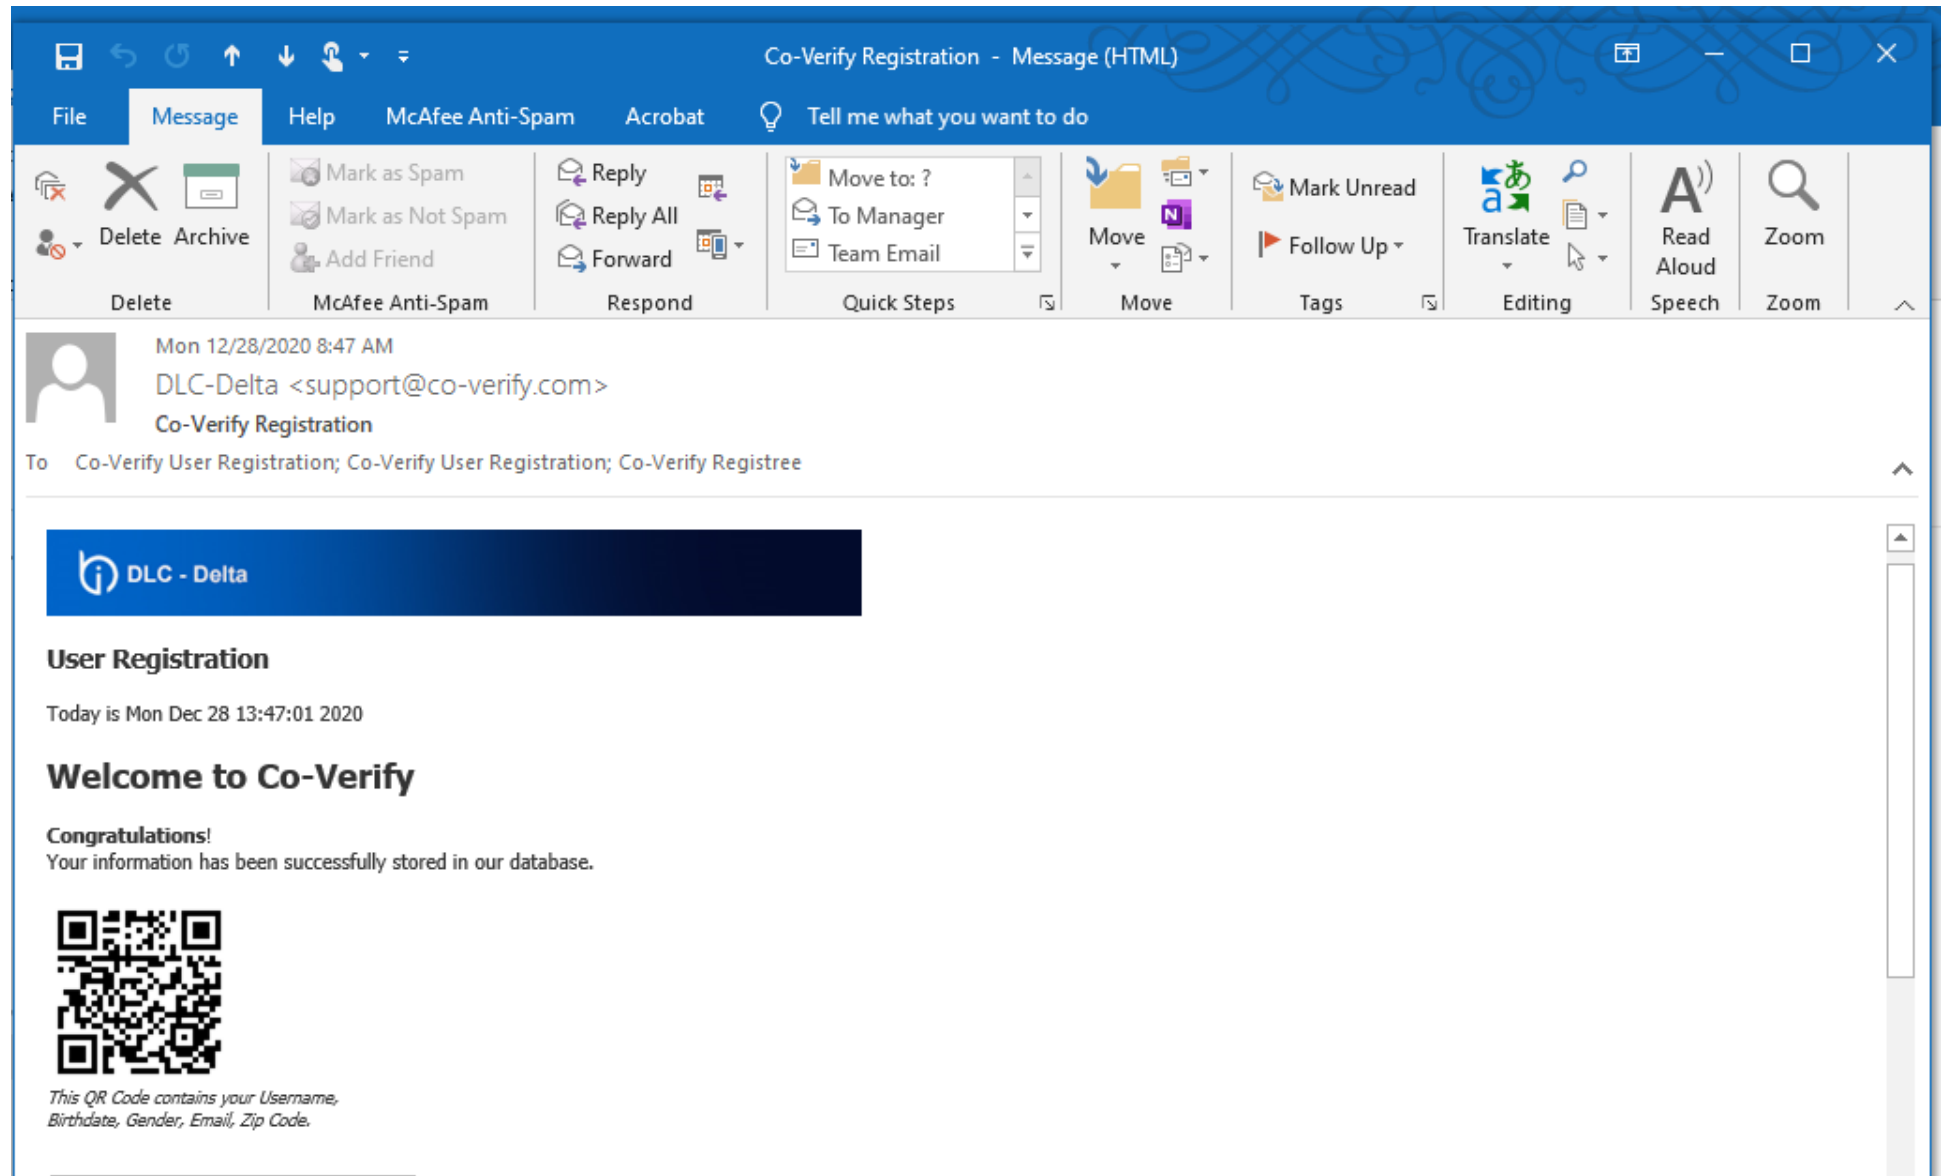 Co-Verify Registration - Message (HTML)
File Message Help McAfee Anti-Spam Acrobat Tell me what you want to do
Delete Archive
Delete
Mark as Spam
Mark as Not Spam
Add Friend
McAfee Anti-Spam
Reply
Reply All
Forward
Respond
Move to: ?
To Manager
Team Email
Quick Steps
Move
N
Move
Mark Unread
Follow Up
Tags
あ
a
Translate
Editing
A
Read
Aloud
Speech
Zoom
Zoom
Mon 12/28/2020 8:47 AM
DLC-Delta <support@co-verify.com>
Co-Verify Registration
To Co-Verify User Registration; Co-Verify User Registration; Co-Verify Registree
DLC - Delta
User Registration
Today is Mon Dec 28 13:47:01 2020
Welcome to Co-Verify
Congratulations!
Your information has been successfully stored in our database.
This QR Code contains your Username,
Birthdate, Gender, Email, Zip Code.